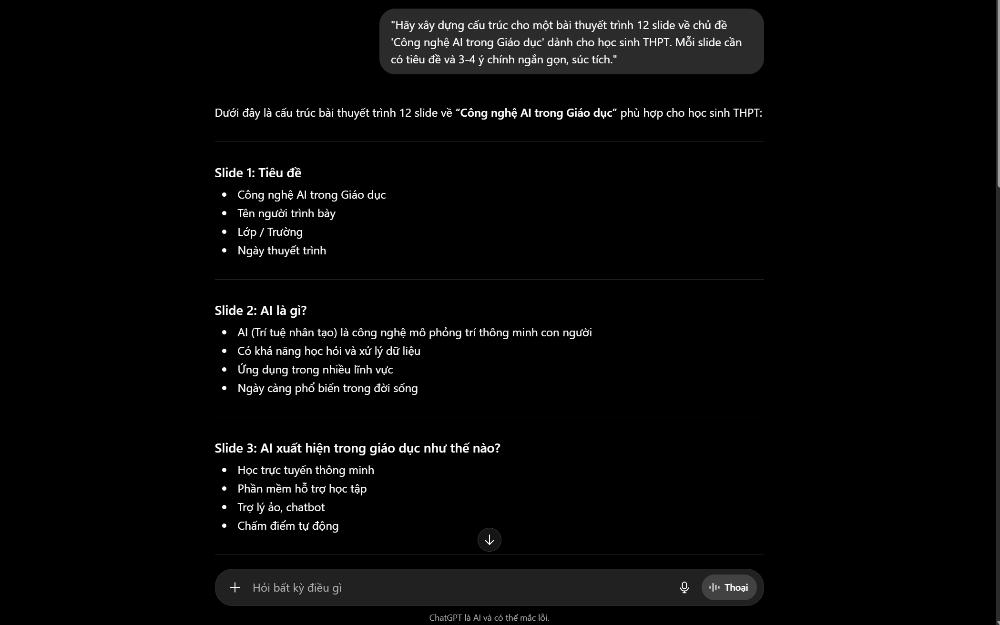 "Hãy xây dựng cấu trúc cho một bài thuyết trình 12 slide về chủ đề
'Công nghệ AI trong Giáo dục' dành cho học sinh THPT. Mỗi slide cần
có tiêu đề và 3-4 ý chính ngắn gọn, súc tích."
Dưới đây là cấu trúc bài thuyết trình 12 slide về “Công nghệ AI trong Giáo dục” phù hợp cho học sinh THPT:
Slide 1: Tiêu đề
• Công nghệ AI trong Giáo dục
• Tên người trình bày
• Lớp / Trường
• Ngày thuyết trình
Slide 2: AI là gì?
• AI (Trí tuệ nhân tạo) là công nghệ mô phỏng trí thông minh con người
• Có khả năng học hỏi và xử lý dữ liệu
• Ứng dụng trong nhiều lĩnh vực
• Ngày càng phổ biến trong đời sống
Slide 3: AI xuất hiện trong giáo dục như thế nào?
• Học trực tuyến thông minh
• Phần mềm hỗ trợ học tập
• Trợ lý ảo, chatbot
• Chấm điểm tự động
Hỏi bất kỳ điều gì
Thoại
ChatGPT là AI và có thể mắc lỗi.